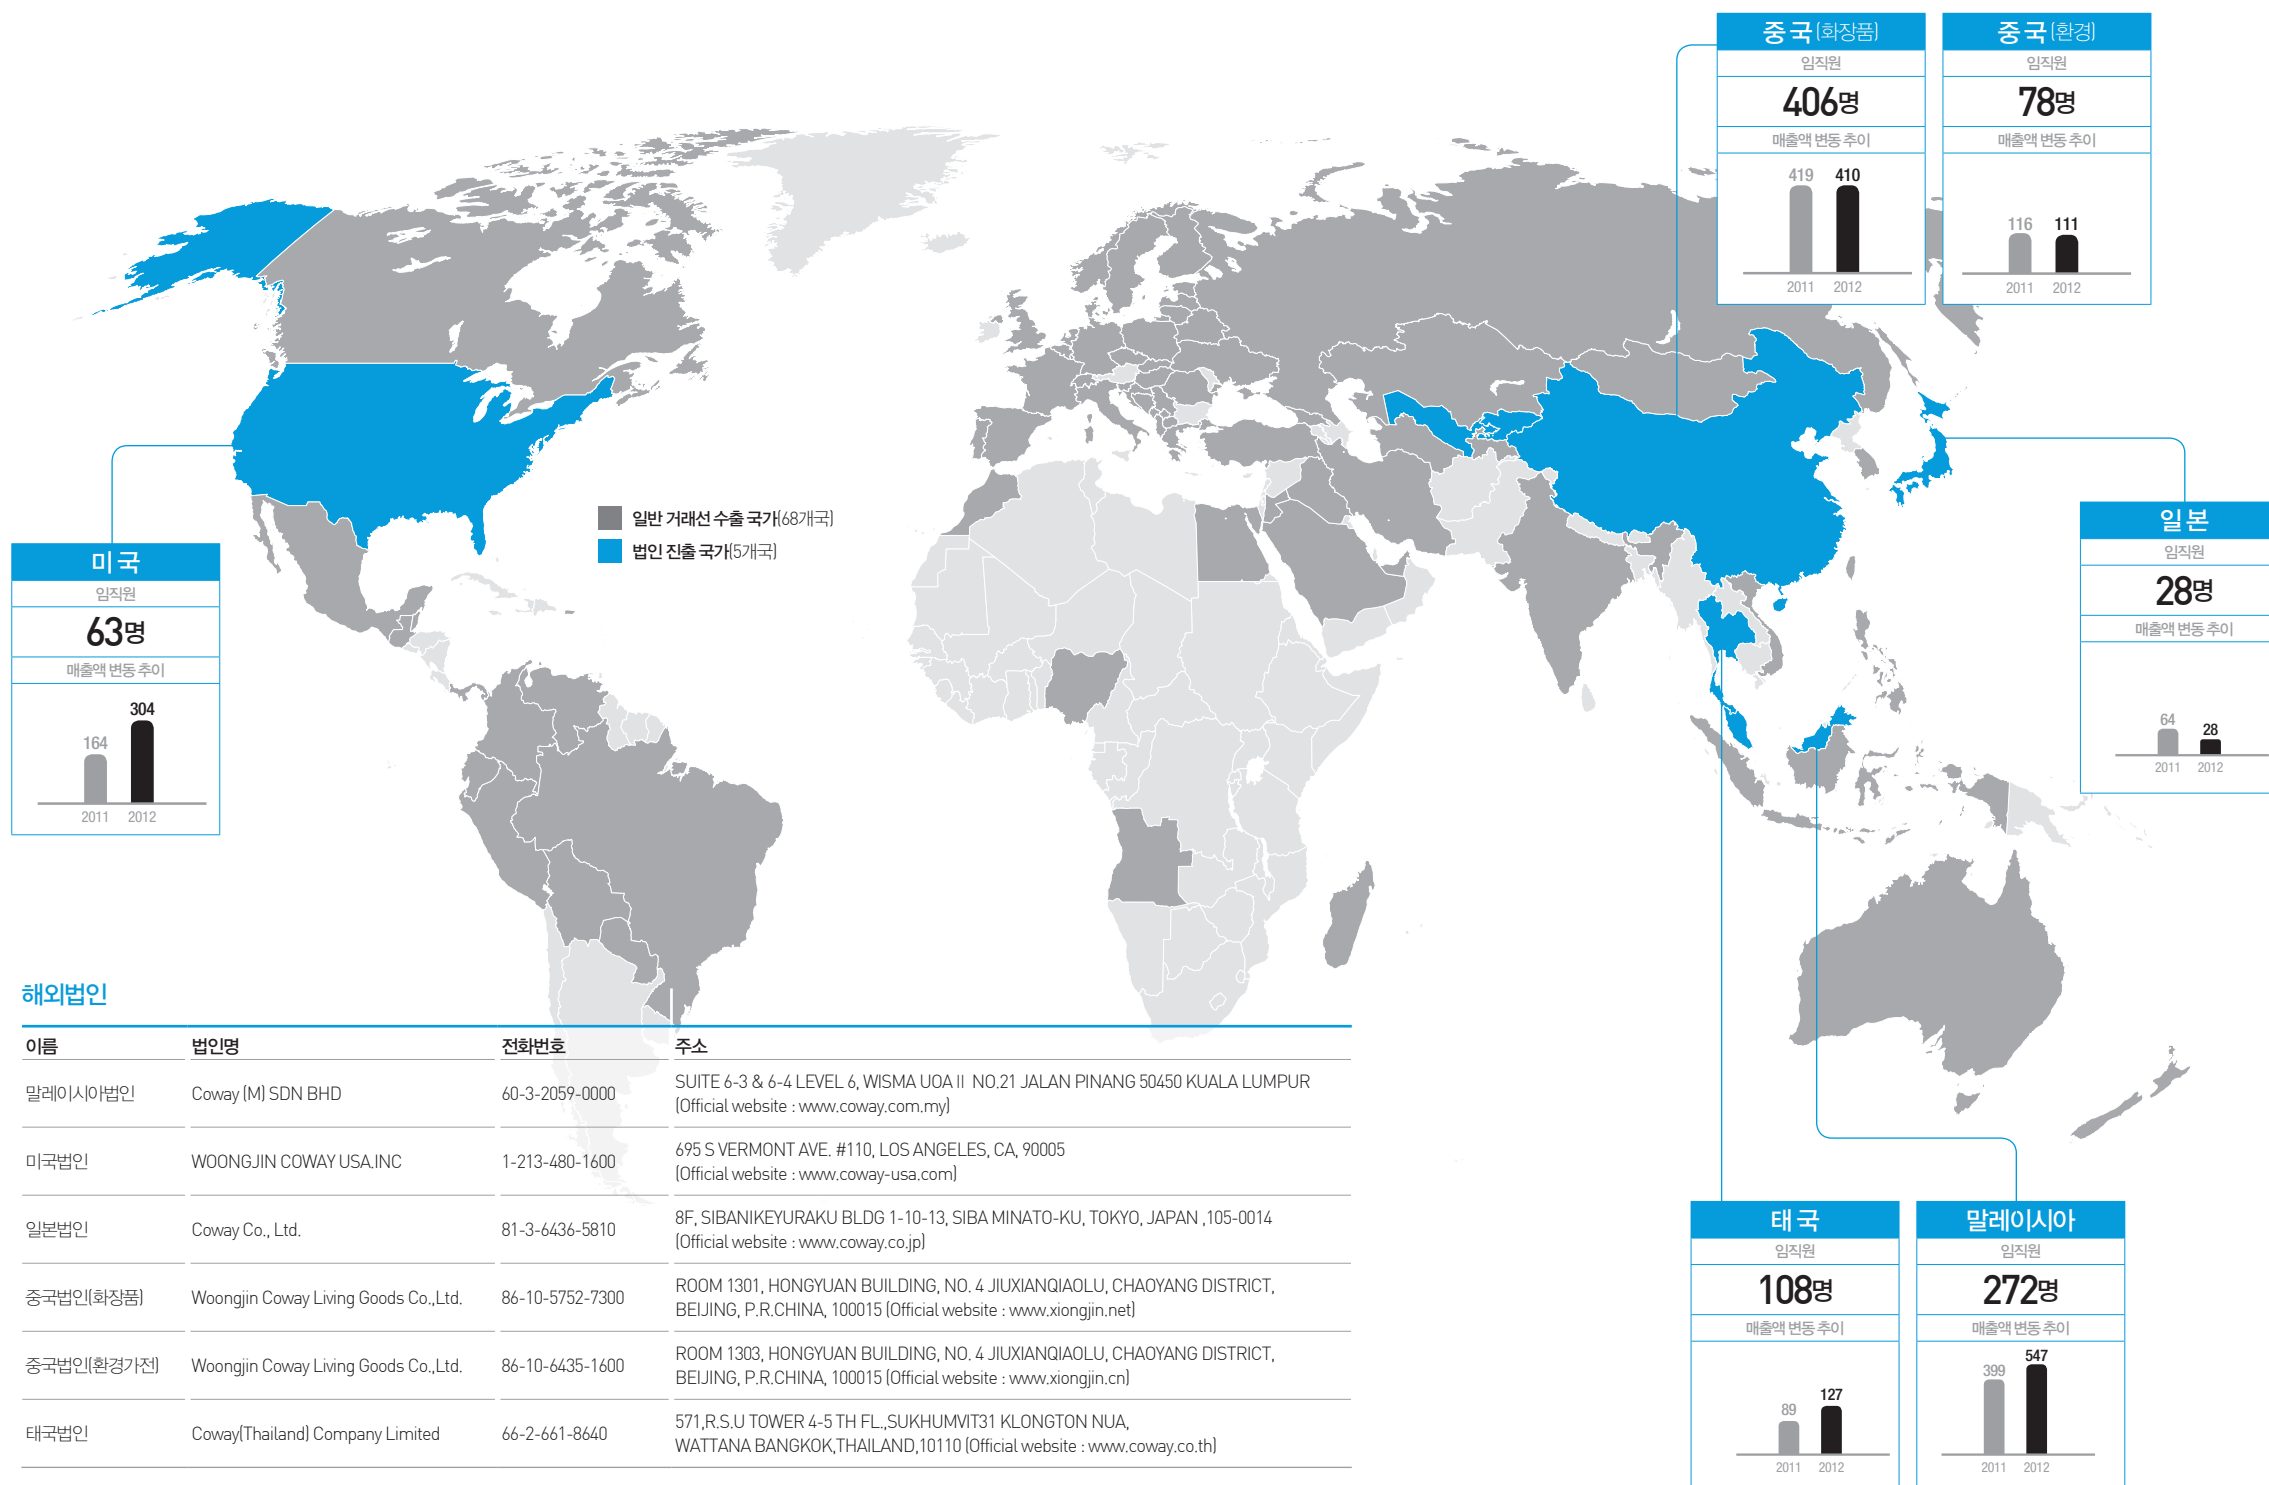 중국(화장품)
임직원
406명
매출액 변동 추이
419 410
2011 2012
중국(환경)
임직원
78명
매출액 변동 추이
116 111
2011 2012
일반 거래선 수출 국가(68개국)
법인 진출 국가(5개국)
미국
임직원
63명
매출액 변동 추이
164 304
2011 2012
일본
임직원
28명
매출액 변동 추이
64 28
2011 2012
해외법인
이름 법인명 전화번호 주소
말레이시아법인 Coway (M) SDN BHD 60-3-2059-0000 SUITE 6-3 & 6-4 LEVEL 6, WISMA UOA II NO.21 JALAN PINANG 50450 KUALA LUMPUR
(Official website : www.coway.com.my)
미국법인 WOONGJIN COWAY USA.INC 1-213-480-1600 695 S VERMONT AVE. #110, LOS ANGELES, CA, 90005
(Official website : www.coway-usa.com)
일본법인 Coway Co., Ltd. 81-3-6436-5810 8F, SIBANIKEYURAKU BLDG 1-10-13, SIBA MINATO-KU, TOKYO, JAPAN ,105-0014
(Official website : www.coway.co.jp)
중국법인(화장품) Woongjin Coway Living Goods Co.,Ltd. 86-10-5752-7300 ROOM 1301, HONGYUAN BUILDING, NO. 4 JIUXIANQIAOLU, CHAOYANG DISTRICT,
BEIJING, P.R.CHINA, 100015 (Official website : www.xiongjin.net)
중국법인(환경가전) Woongjin Coway Living Goods Co.,Ltd. 86-10-6435-1600 ROOM 1303, HONGYUAN BUILDING, NO. 4 JIUXIANQIAOLU, CHAOYANG DISTRICT,
BEIJING, P.R.CHINA, 100015 (Official website : www.xiongjin.cn)
태국법인 Coway(Thailand) Company Limited 66-2-661-8640 571,R.S.U TOWER 4-5 TH FL.,SUKHUMVIT31 KLONGTON NUA,
WATTANA BANGKOK,THAILAND,10110 (Official website : www.coway.co.th)
태국
임직원
108명
매출액 변동 추이
89 127
2011 2012
말레이시아
임직원
272명
매출액 변동 추이
399 547
2011 2012